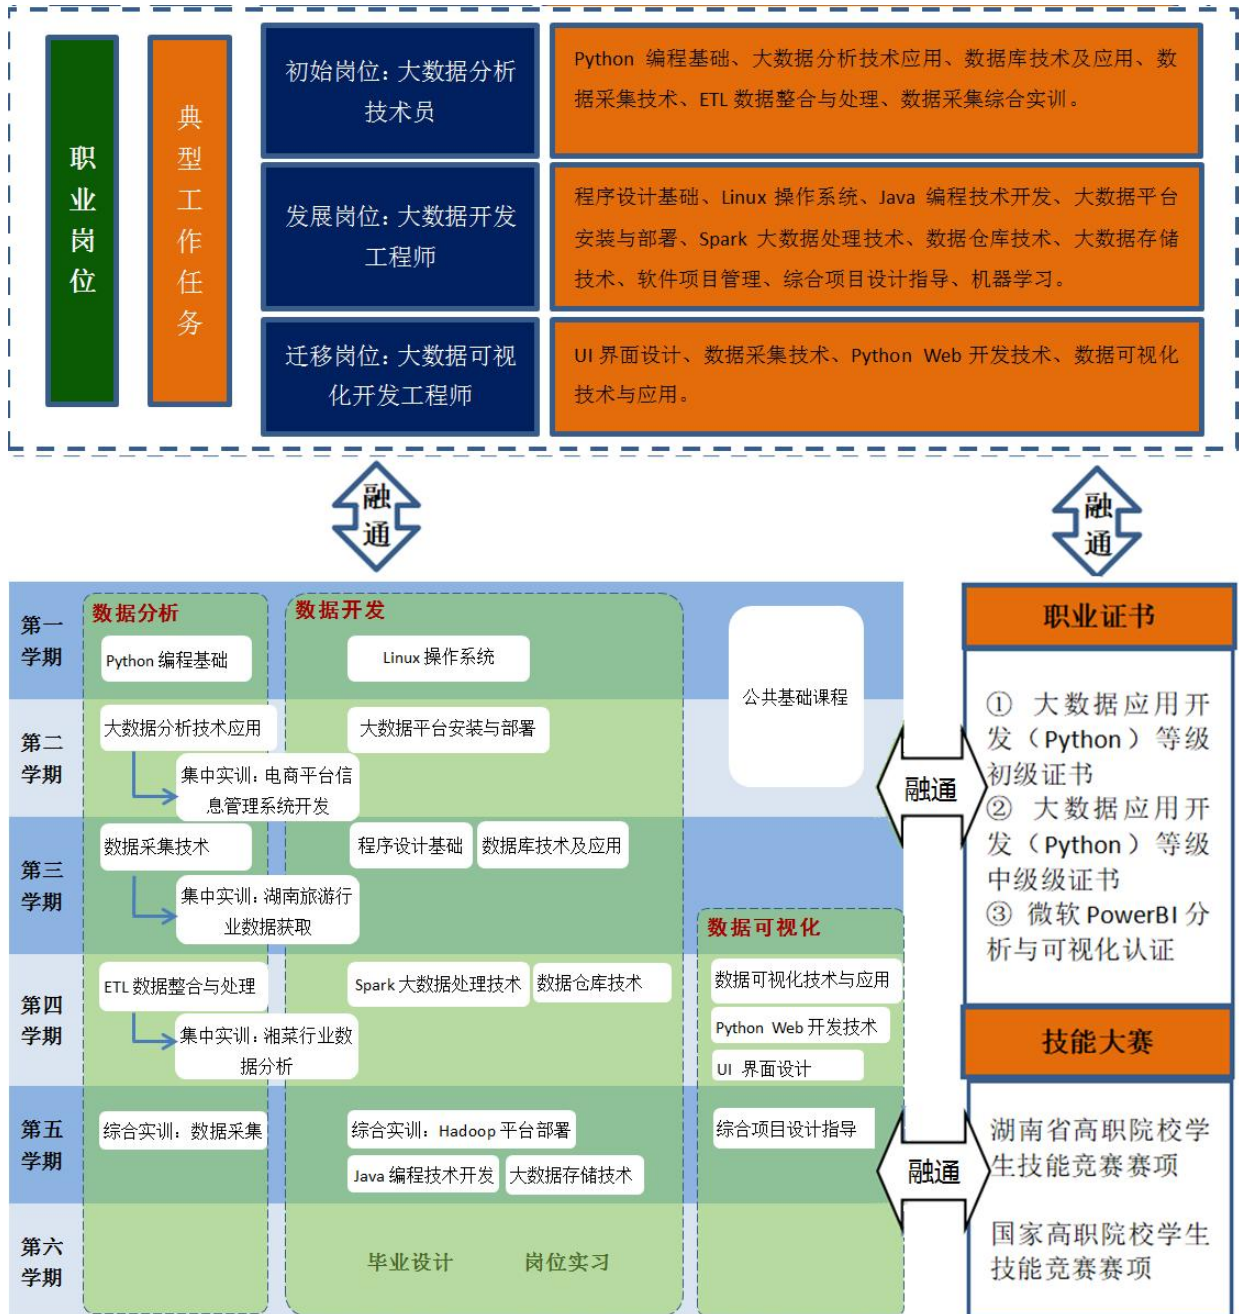 职业岗位
典型工作任务
初始岗位：大数据分析
技术员
Python 编程基础、大数据分析技术应用、数据库技术及应用、数
据采集技术、ETL 数据整合与处理、数据采集综合实训。
发展岗位：大数据开发
工程师
程序设计基础、Linux 操作系统、Java 编程技术开发、大数据平台
安装与部署、Spark 大数据处理技术、数据仓库技术、大数据存储
技术、软件项目管理、综合项目设计指导、机器学习。
迁移岗位：大数据可视
化开发工程师
UI 界面设计、数据采集技术、Python Web 开发技术、数据可视化
技术与应用。
融通
融通
第一
学期
数据分析
Python 编程基础
数据开发
Linux 操作系统
公共基础课程
第二
学期
大数据分析技术应用
大数据平台安装与部署
集中实训：电商平台信
息管理系统开发
第三
学期
数据采集技术
程序设计基础
数据库技术及应用
集中实训：湖南旅游行
业数据获取
数据可视化
第四
学期
ETL 数据整合与处理
Spark 大数据处理技术
数据仓库技术
数据可视化技术与应用
集中实训：湘菜行业数
据分析
Python Web 开发技术
UI 界面设计
第五
学期
综合实训：数据采集
综合实训：Hadoop 平台部署
综合项目设计指导
Java 编程技术开发
大数据存储技术
第六
学期
毕业设计
岗位实习
融通
融通
职业证书
① 大数据应用开
发（Python）等级
初级证书
② 大数据应用开
发（Python）等级
中级级证书
③ 微软 PowerBI 分
析与可视化认证
技能大赛
湖南省高职院校学
生技能竞赛赛项
国家高职院校学生
技能竞赛赛项